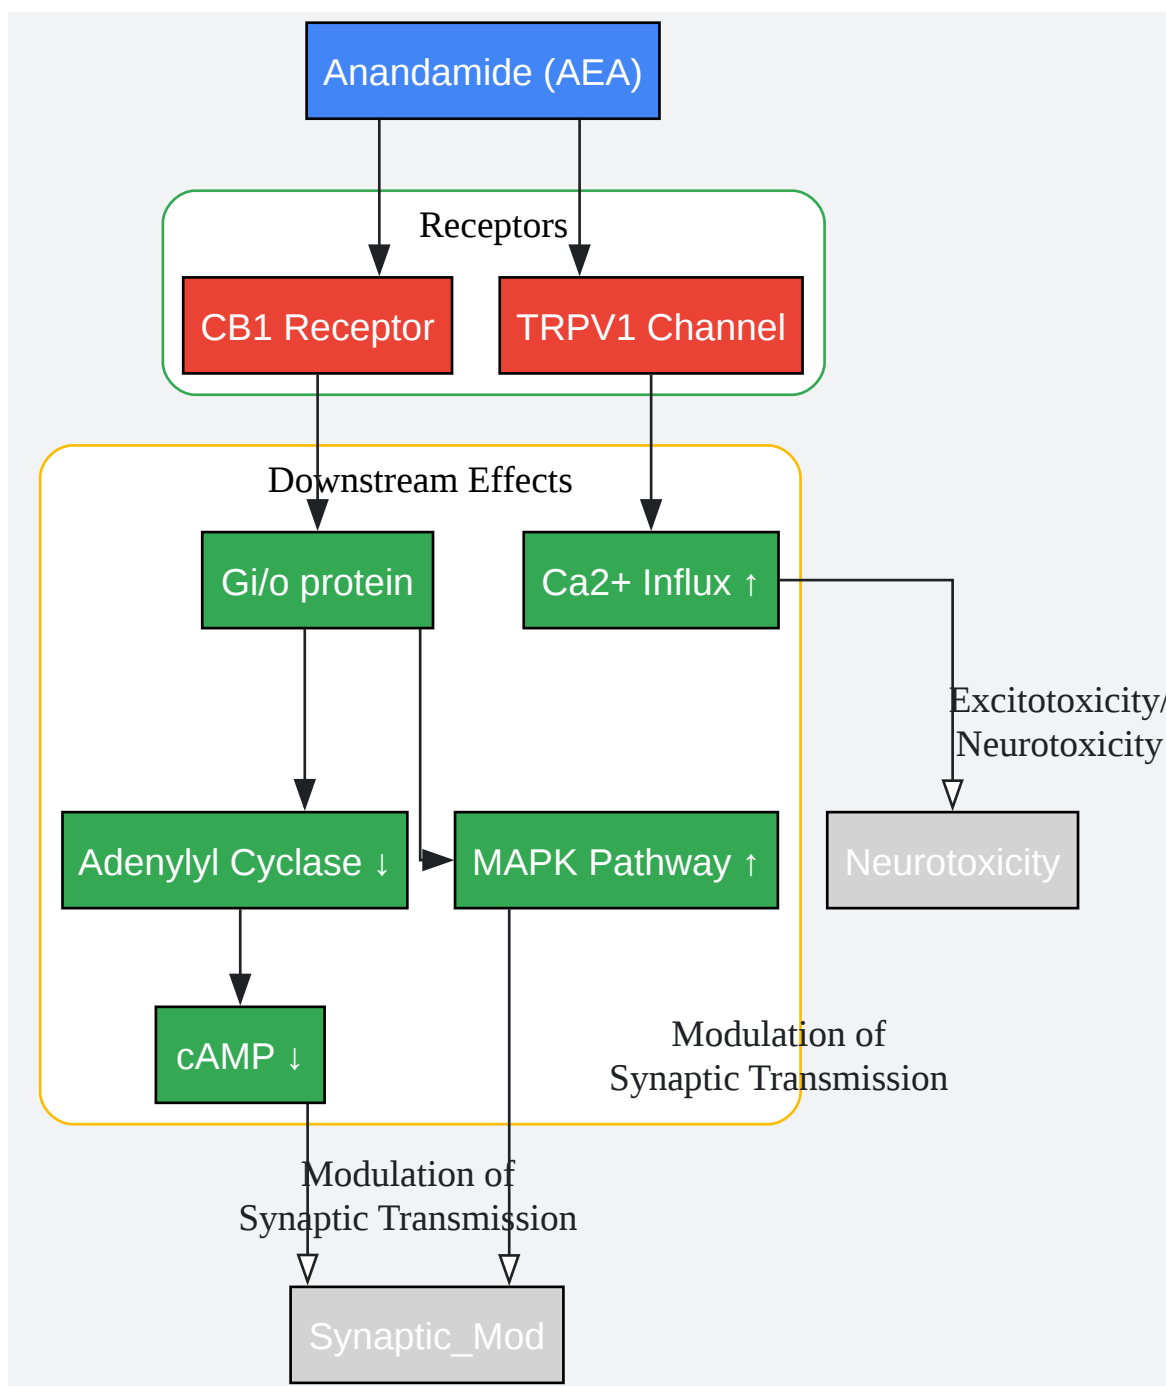 Anandamide (AEA)
Receptors
CB1 Receptor
TRPV1 Channel
Downstream Effects
Gi/o protein
Ca2+ Influx ↑
Excitotoxicity/
Neurotoxicity
Adenylyl Cyclase ↓
MAPK Pathway ↑
Neurotoxicity
cAMP ↓
Modulation of
Synaptic Transmission
Modulation of
Synaptic Transmission
Synaptic_Mod